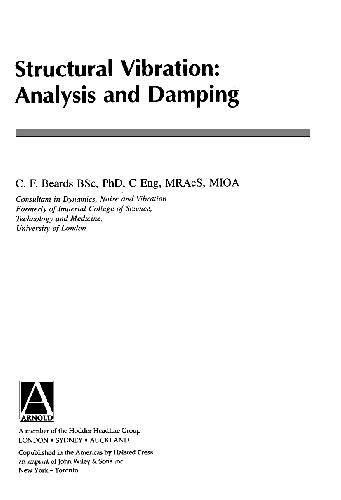 Structural Vibration:
Analysis and Damping
C. F. Beards BSc, PhD, C Eng, MRAeS, MIOA
Consultant in Dynamics, Noise and Vibration
Formerly of Imperial College of Science,
Technology and Medicine,
University of London
A
ARNOLD
A member of the Hodder Headline Group
LONDON • SYDNEY • AUCKLAND
Copublished in the Americas by Halsted Press
an imprint of John Wiley & Sons Inc.
New York – Toronto